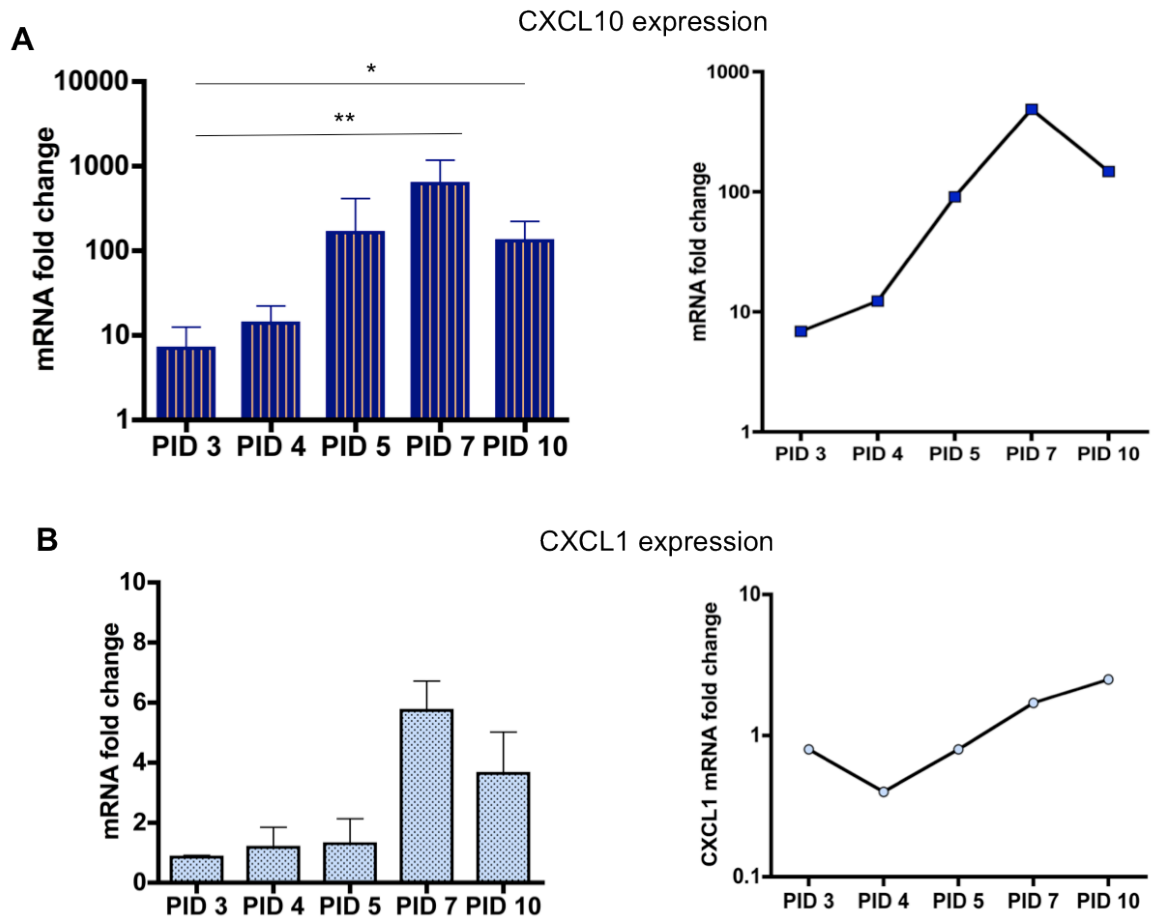 CXCL10 expression
A
mRNA fold change
10000
1000
100
10
1
*
**
PID 3 PID 4 PID 5 PID 7 PID 10
mRNA fold change
1000
100
10
1
PID 3 PID 4 PID 5 PID 7 PID 10
B
CXCL1 expression
mRNA fold change
10
8
6
4
2
0
PID 3 PID 4 PID 5 PID 7 PID 10
CXCL1 mRNA fold change
10
1
0.1
PID 3 PID 4 PID 5 PID 7 PID 10